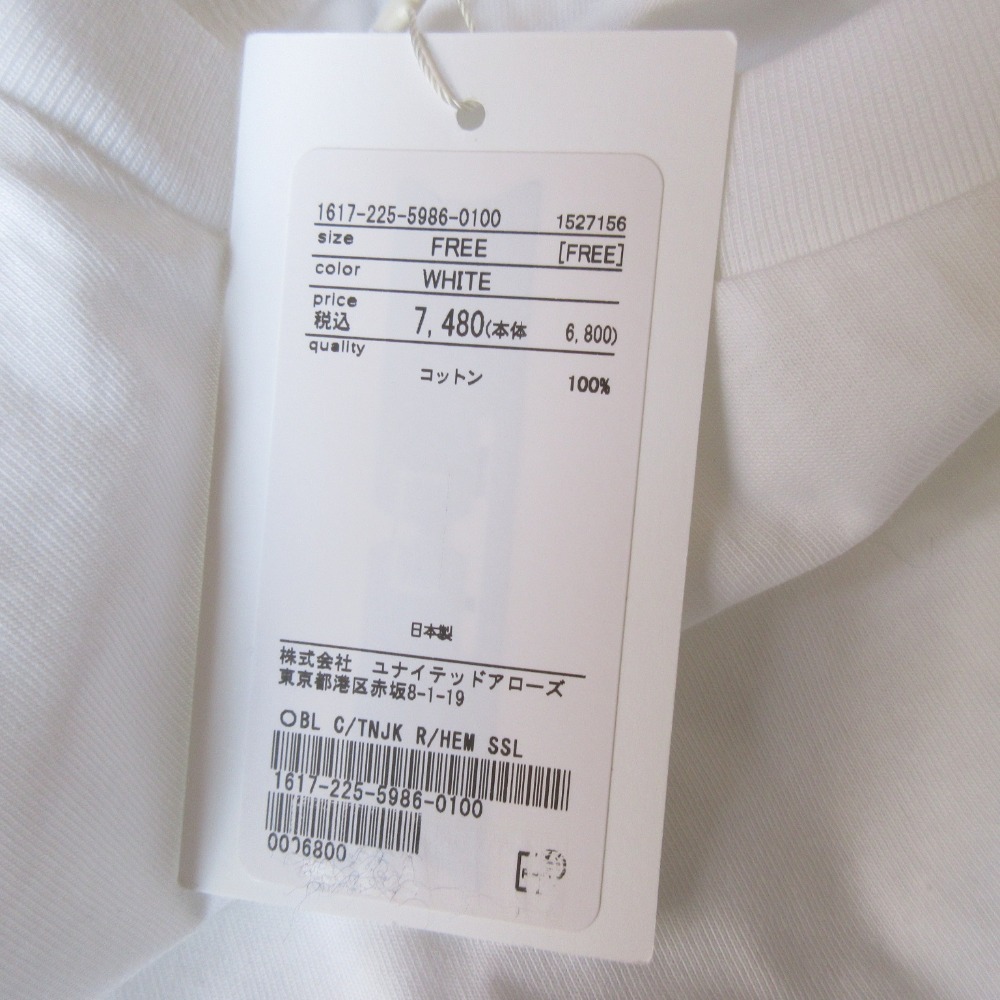 1617-225-5986-0100 1527156
size FREE [FREE]
color WHITE
price
税込 7,480(本体 6,800)
quality
コットン 100%
日本製
株式会社 ユナイテッドアローズ
東京都港区赤坂8-1-19
○BL C/TNJK R/HEM SSL
1617-225-5986-0100
0006800